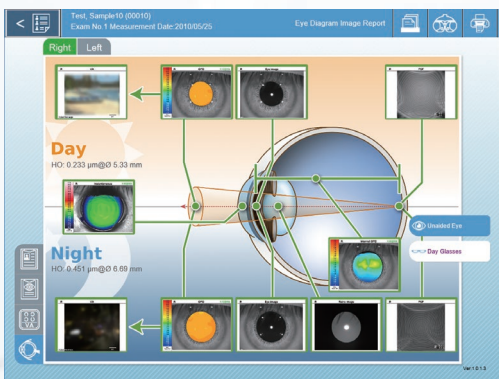 Test, Sample10 (00010)
Exam No.1 Measurement Date:2010/05/25
Eye Diagram Image Report
Right
Left
Day
HO: 0.233 µm@Ø 5.33 mm
Unaided Eye
Day Glasses
Night
HO: 0.451 µm@Ø 6.69 mm
VA
Ver:1.0.1.0